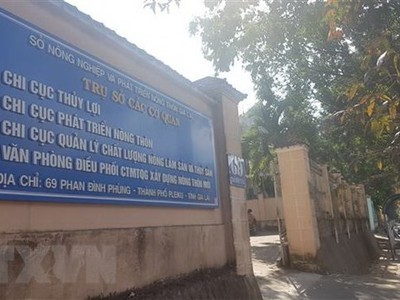 SỞ NÔNG NGHIỆP VÀ PHÁT TRIỂN NÔNG THÔN GIA LAI
TRỤ SỞ CÁC CƠ QUAN
CHI CỤC THỦY LỢI
CHI CỤC PHÁT TRIỂN NÔNG THÔN
CHI CỤC QUẢN LÝ CHẤT LƯỢNG NÔNG LÂM SẢN VÀ THỦY SẢN
VĂN PHÒNG ĐIỀU PHỐI CTMTQG XÂY DỰNG NÔNG THÔN MỚI
ĐỊA CHỈ: 69 PHAN ĐÌNH PHÙNG - THÀNH PHỐ PLEIKU - TỈNH GIA LAI
TTXVN